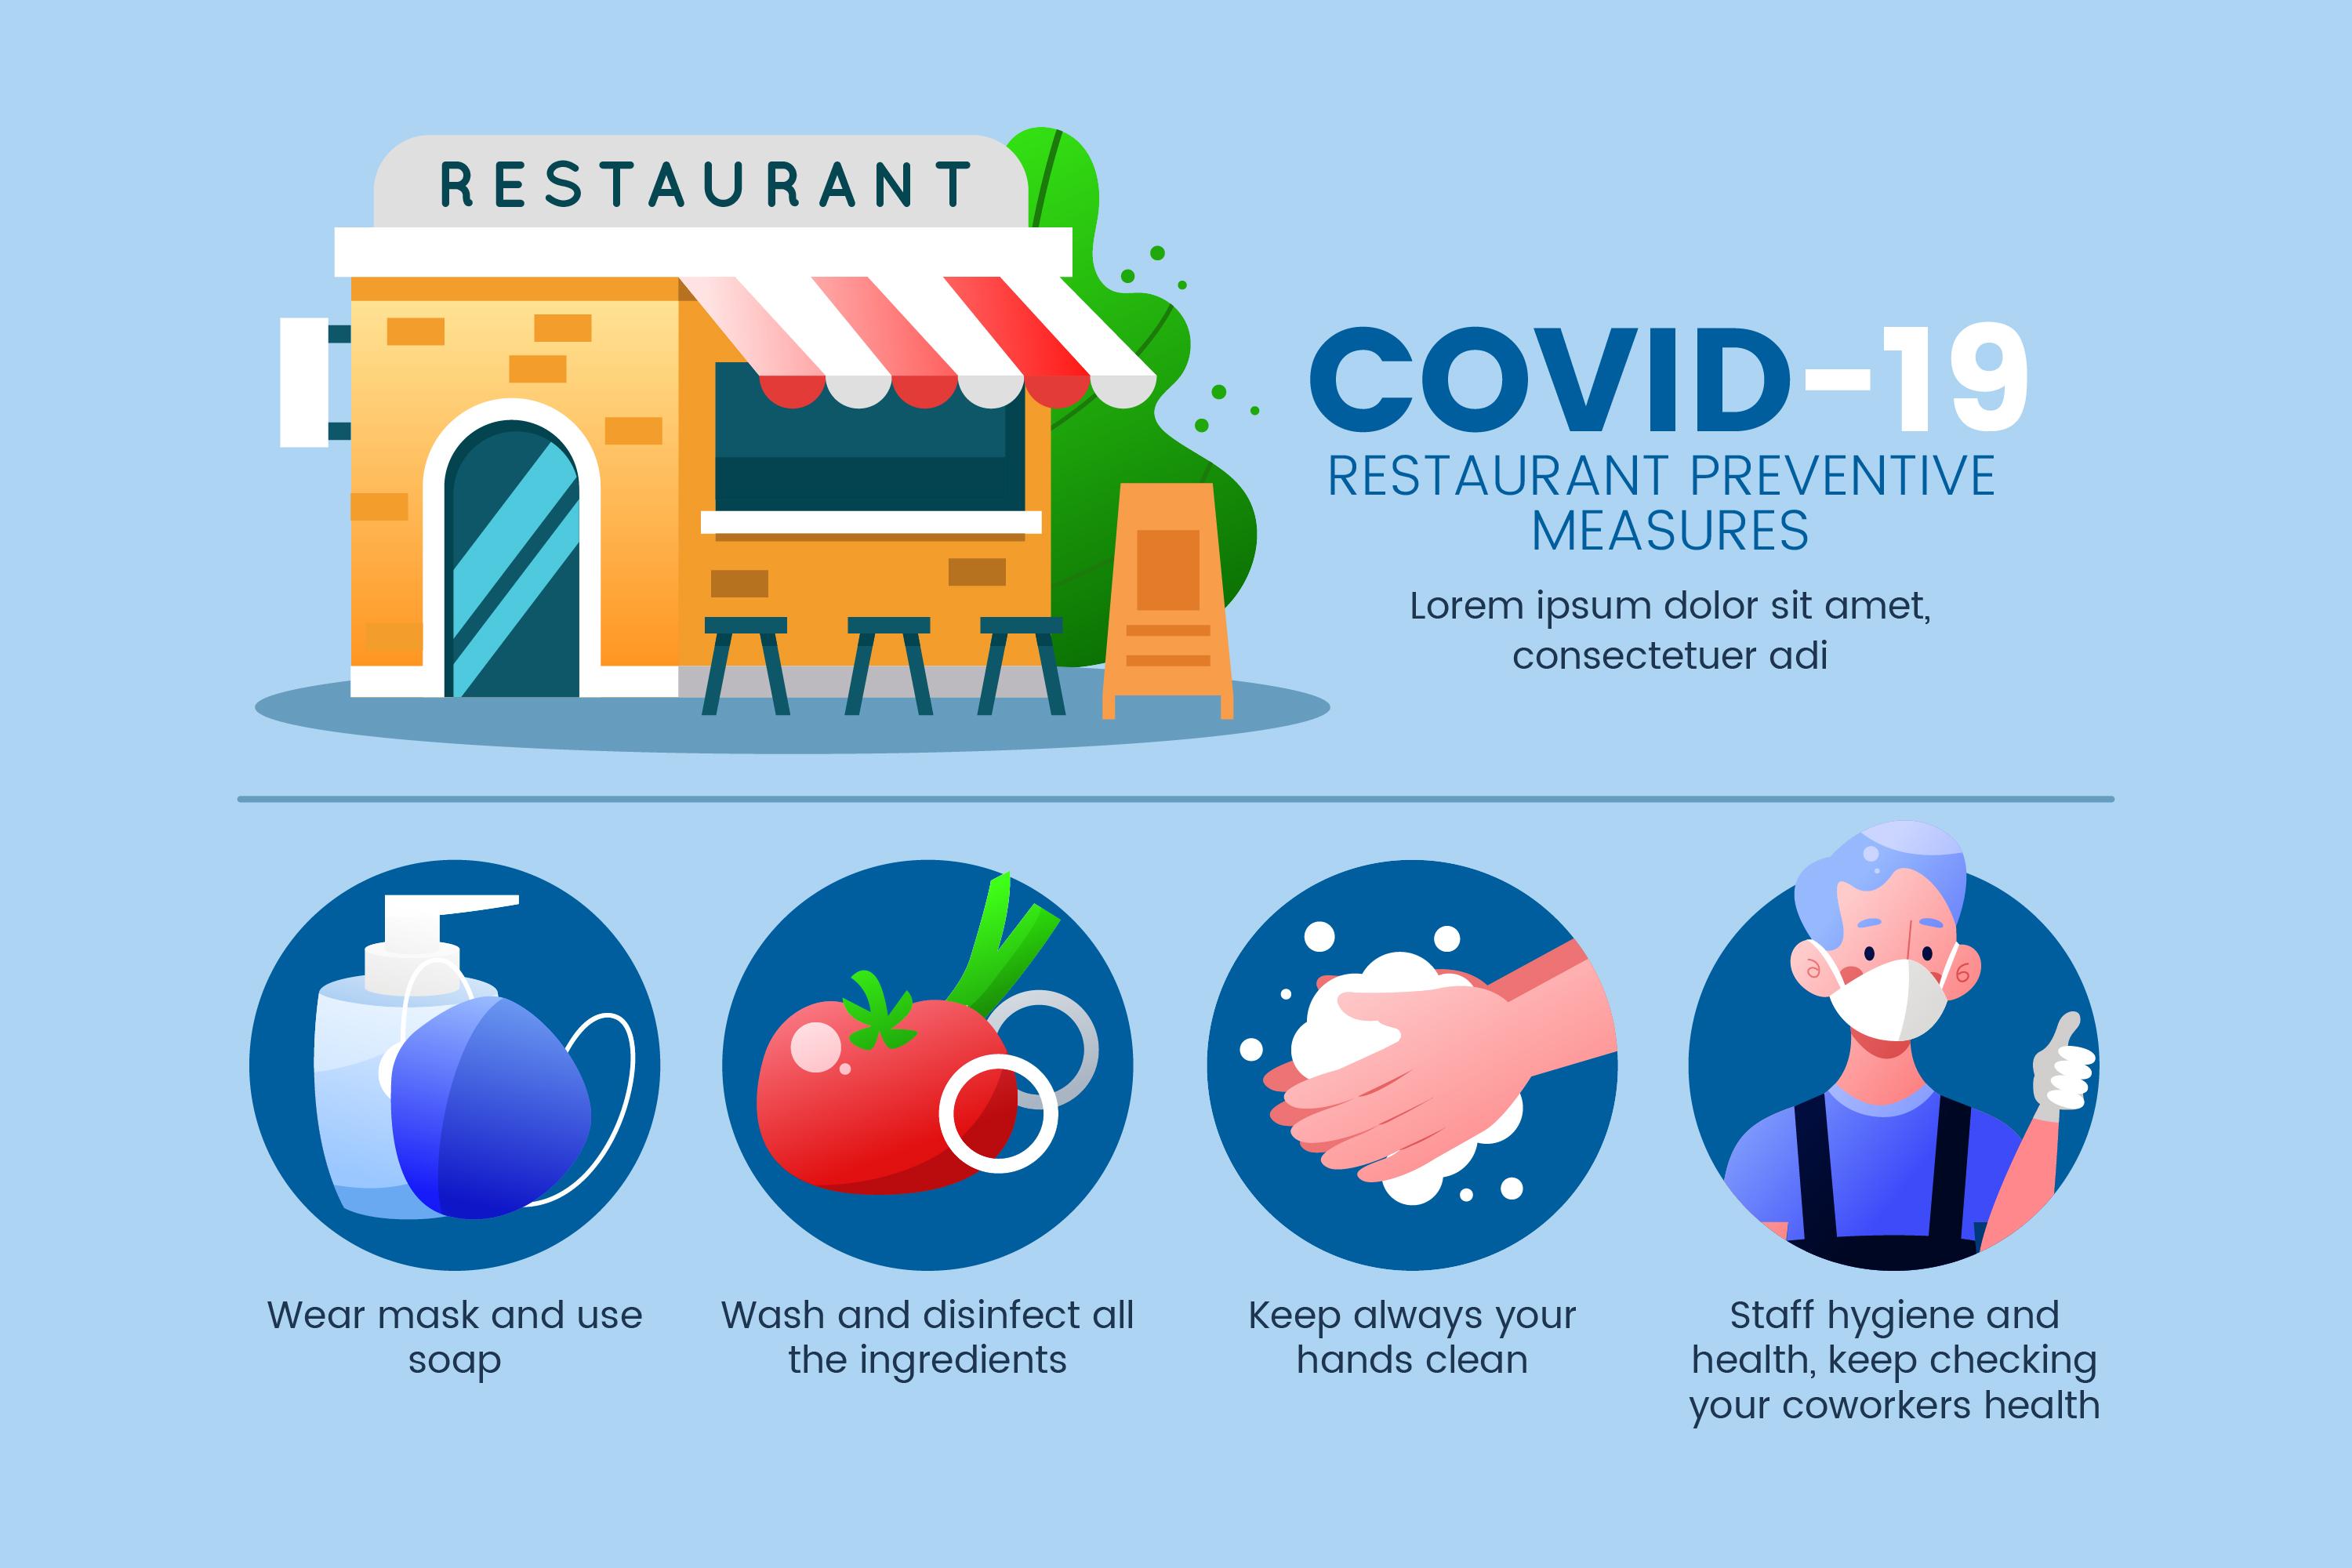 RESTAURANT
COVID-19
RESTAURANT PREVENTIVE
MEASURES
Lorem ipsum dolor sit amet,
consectetuer adi
Wear mask and use
soap
Wash and disinfect all
the ingredients
Keep always your
hands clean
Staff hygiene and
health, keep checking
your coworkers health